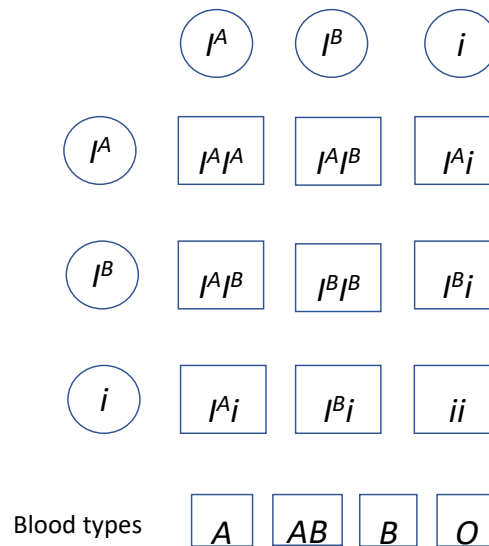 I^A I^B i
I^A I^AI^A I^AI^B I^Ai
I^B I^AI^B I^BI^B I^Bi
i I^Ai I^Bi ii
Blood types A AB B O